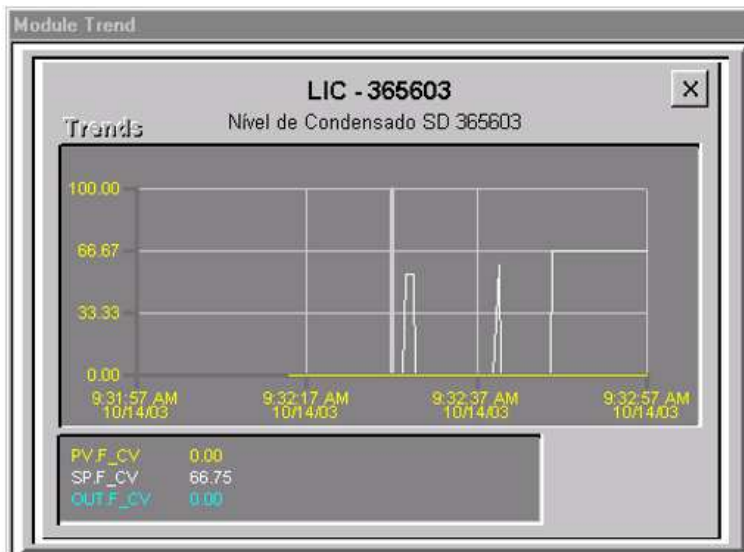 Module Trend
LIC - 365603
X
Trends
Nível de Condensado SD 365603
100.00
66.67
33.33
0.00
9:31:57 AM 9:32:17 AM 9:32:37 AM 9:32:57 AM
10/14/03 10/14/03 10/14/03 10/14/03
PV.F_CV 0.00
SP.F_CV 66.75
OUT.F_CV 0.00